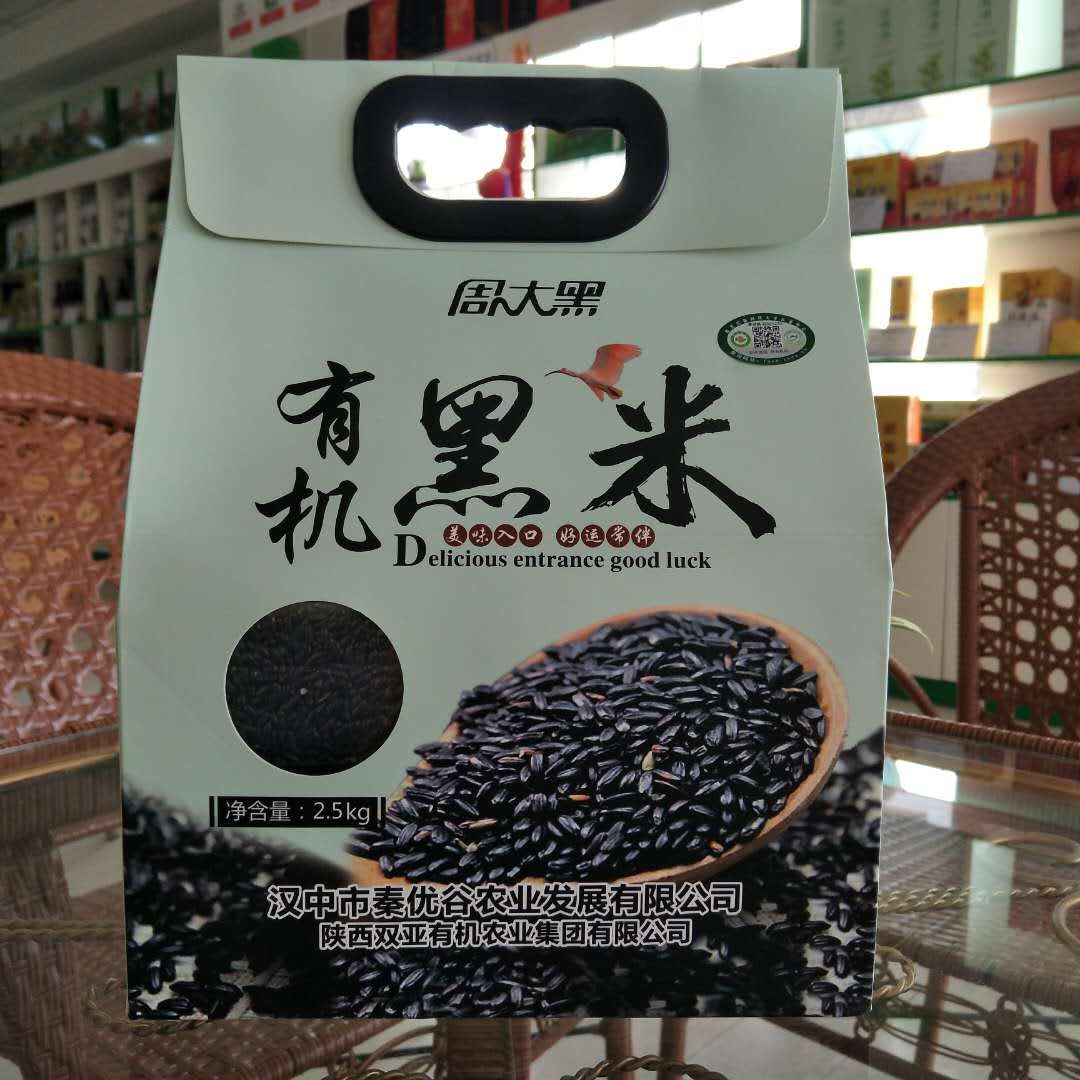 周大黑
有机
黑米
美味入口 好运常伴
Delicious entrance good luck
净含量：2.5kg
汉中市秦优谷农业发展有限公司
陕西双亚有机农业集团有限公司